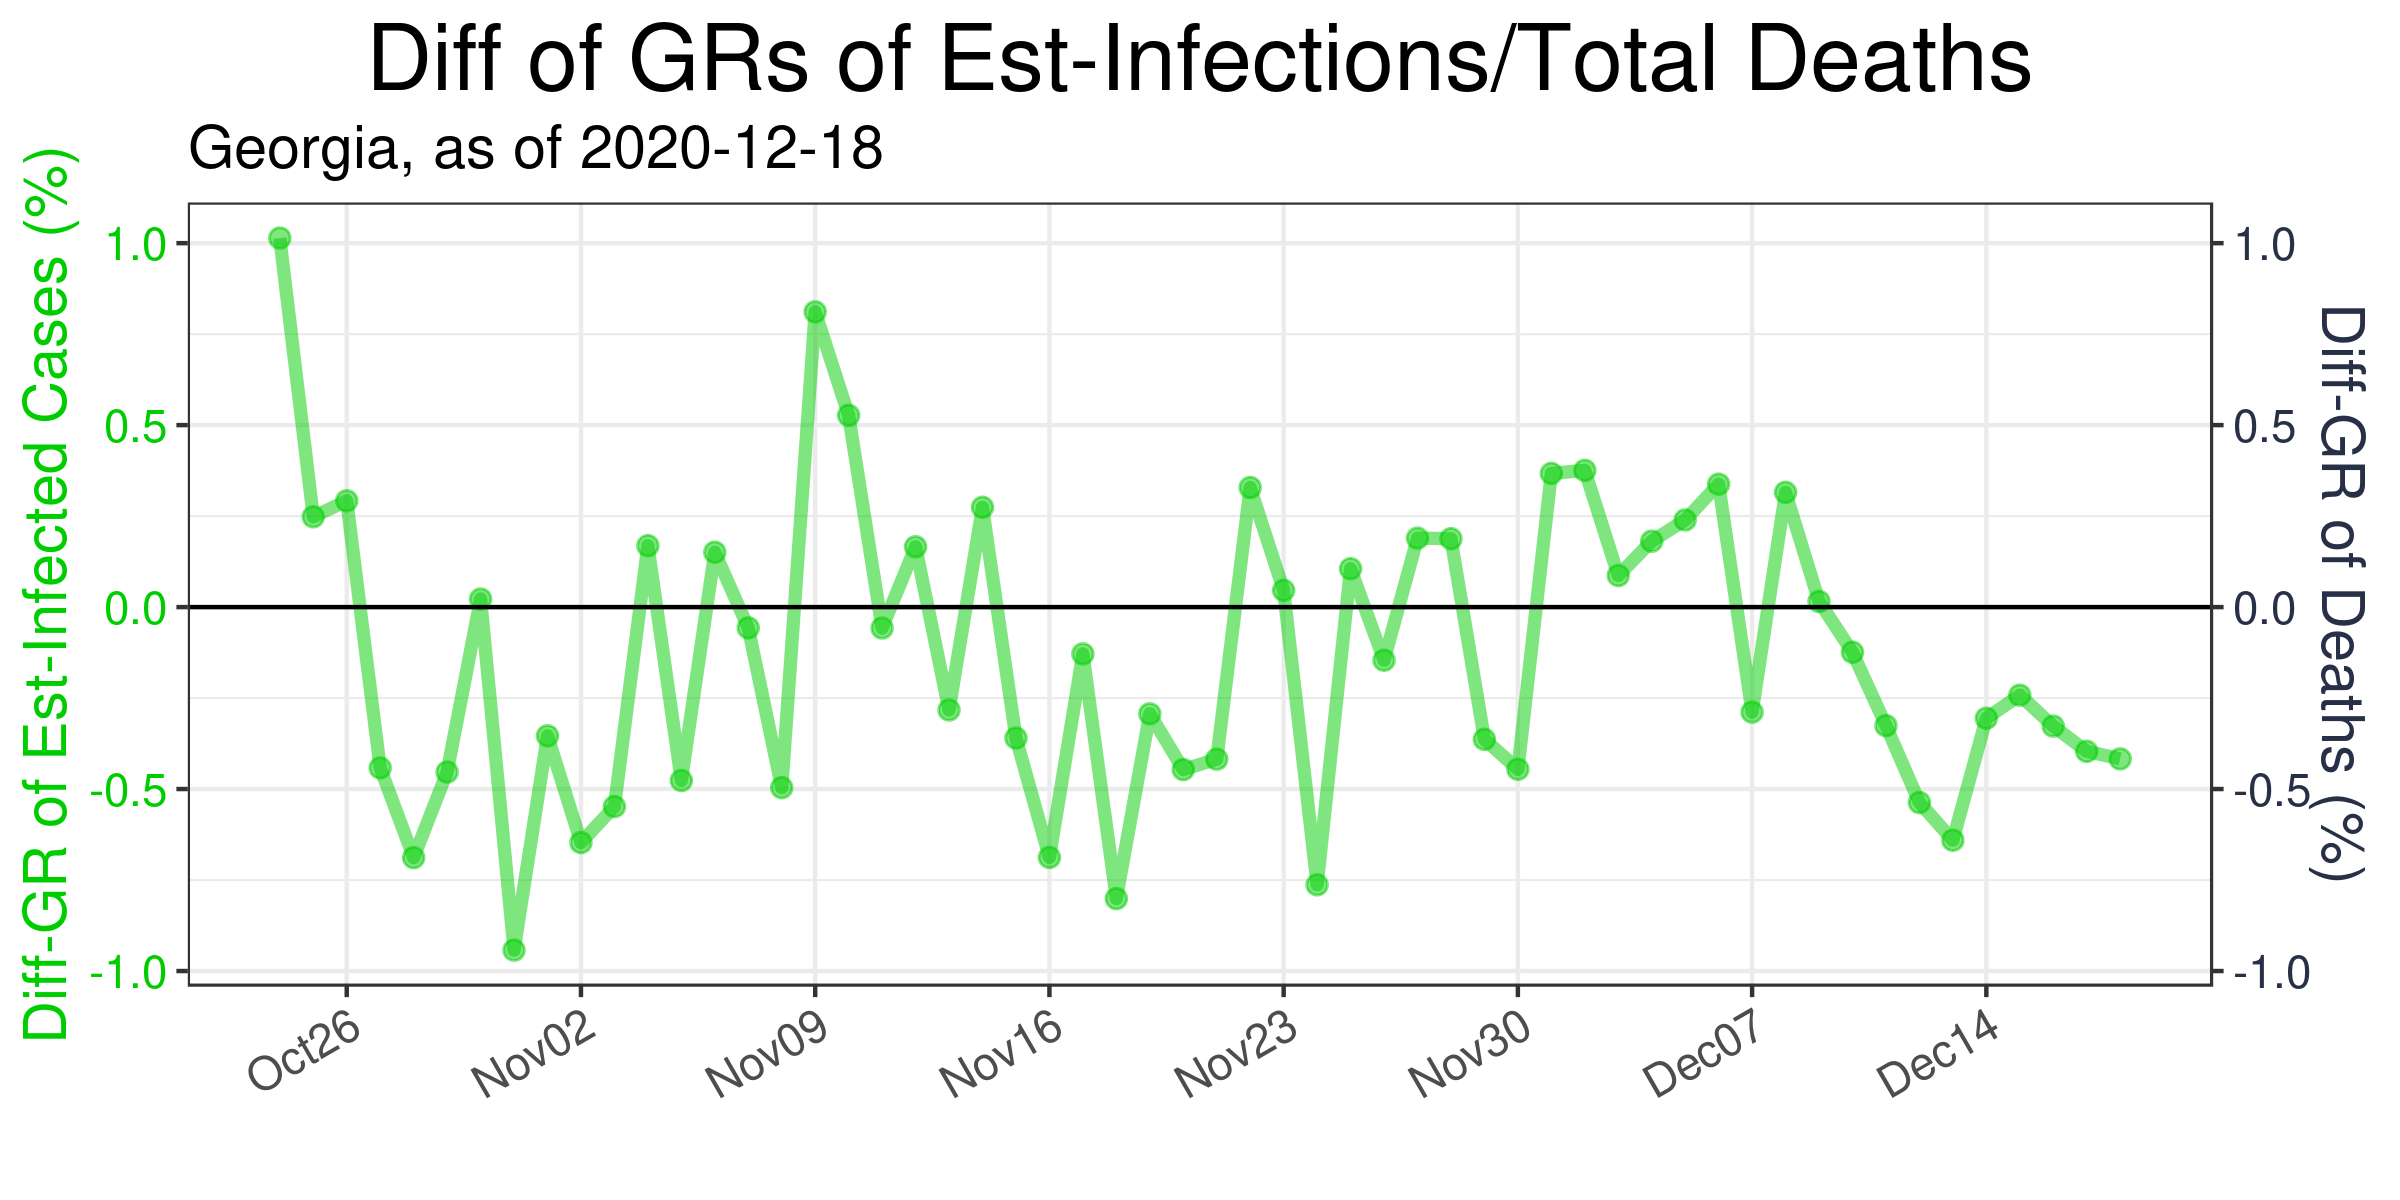 Diff of GRs of Est-Infections/Total Deaths
Georgia, as of 2020-12-18
Diff-GR of Est-Infected Cases (%)
1.0
0.5
0.0
-0.5
-1.0
1.0
0.5
0.0
-0.5
-1.0
Diff-GR of Deaths (%)
Oct26
Nov02
Nov09
Nov16
Nov23
Nov30
Dec07
Dec14